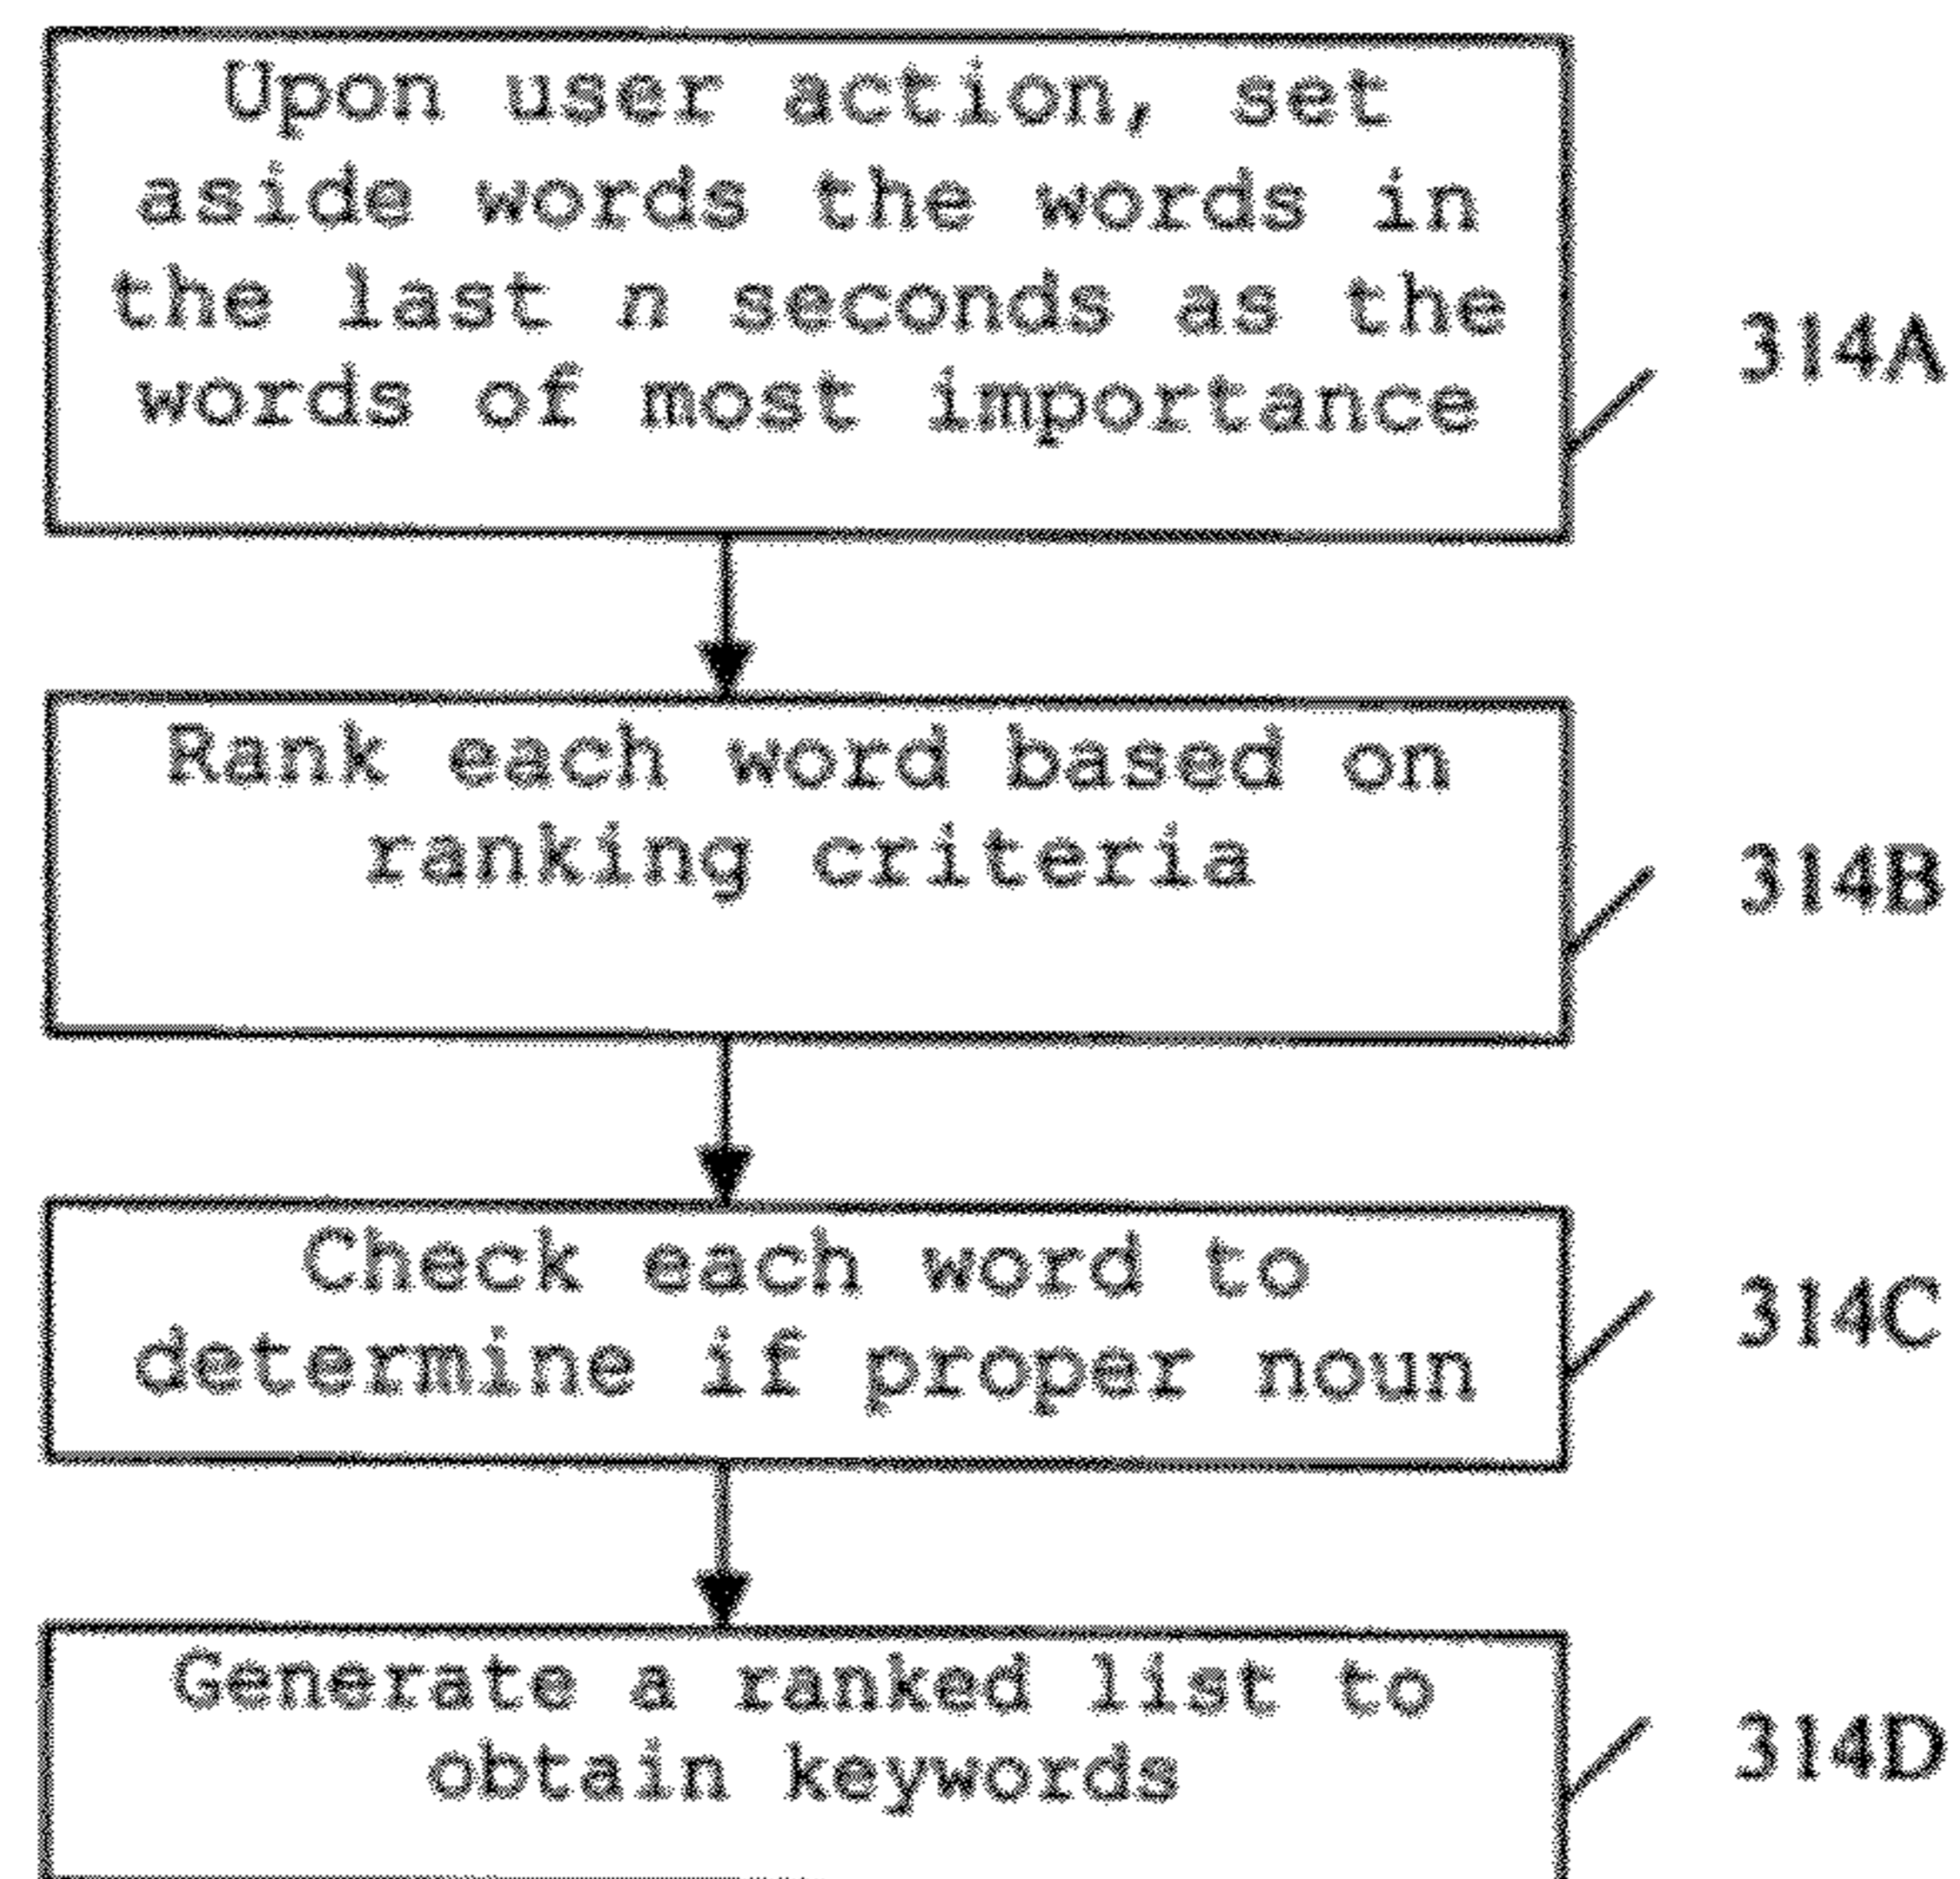 Upon user action, set
aside words the words in
the last n seconds as the
words of most importance
314A
Rank each word based on
ranking criteria
314B
Check each word to
determine if proper noun
314C
Generate a ranked list to
obtain keywords
314D